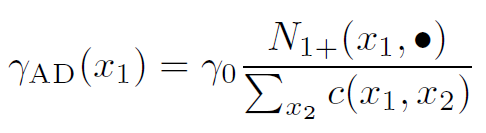 γ_AD(x_1) = γ_0 \frac{N_{1+}(x_1, •)}{\sum_{x_2} c(x_1, x_2)}